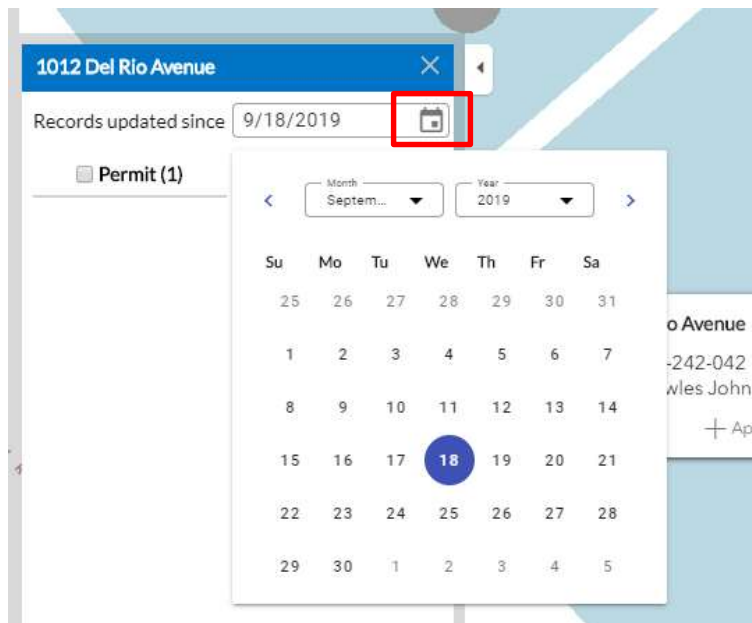 1012 Del Rio Avenue
Records updated since 9/18/2019
Permit (1)
Month
Septem...
Year
2019
Su Mo Tu We Th Fr Sa
25 26 27 28 29 30 31
1 2 3 4 5 6 7
8 9 10 11 12 13 14
15 16 17 18 19 20 21
22 23 24 25 26 27 28
29 30 1 2 3 4 5
o Avenue
-242-042
wles John
Ap